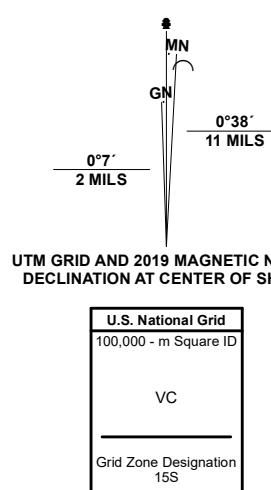 MN
GN
0°38´
11 MILS
0°7´
2 MILS
UTM GRID AND 2019 MAGNETIC N
DECLINATION AT CENTER OF SH
U.S. National Grid
100,000 - m Square ID
VC
Grid Zone Designation
15S